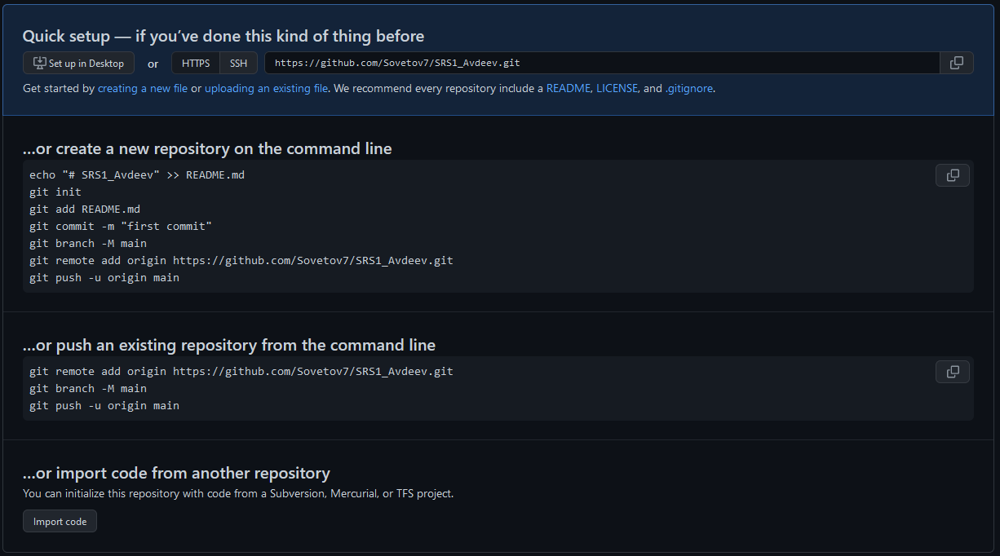 Quick setup — if you’ve done this kind of thing before
Set up in Desktop or HTTPS SSH https://github.com/Sovetov7/SRS1_Avdeev.git
Get started by creating a new file or uploading an existing file. We recommend every repository include a README, LICENSE, and .gitignore.
…or create a new repository on the command line
echo "# SRS1_Avdeev" >> README.md
git init
git add README.md
git commit -m "first commit"
git branch -M main
git remote add origin https://github.com/Sovetov7/SRS1_Avdeev.git
git push -u origin main
…or push an existing repository from the command line
git remote add origin https://github.com/Sovetov7/SRS1_Avdeev.git
git branch -M main
git push -u origin main
…or import code from another repository
You can initialize this repository with code from a Subversion, Mercurial, or TFS project.
Import code